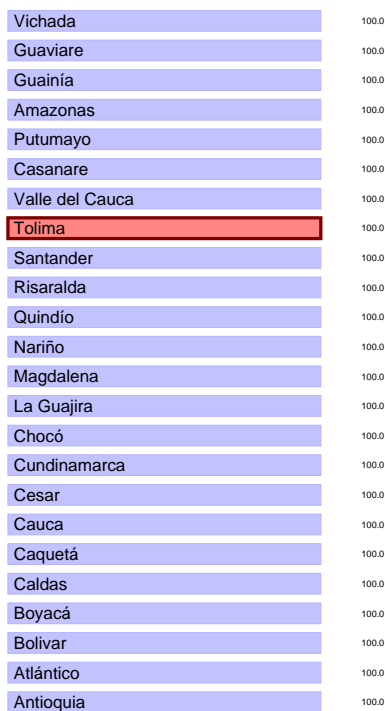 Vichada 100.0
Guaviare 100.0
Guainía 100.0
Amazonas 100.0
Putumayo 100.0
Casanare 100.0
Valle del Cauca 100.0
Tolima 100.0
Santander 100.0
Risaralda 100.0
Quindío 100.0
Nariño 100.0
Magdalena 100.0
La Guajira 100.0
Chocó 100.0
Cundinamarca 100.0
Cesar 100.0
Cauca 100.0
Caquetá 100.0
Caldas 100.0
Boyacá 100.0
Bolivar 100.0
Atlántico 100.0
Antioquia 100.0